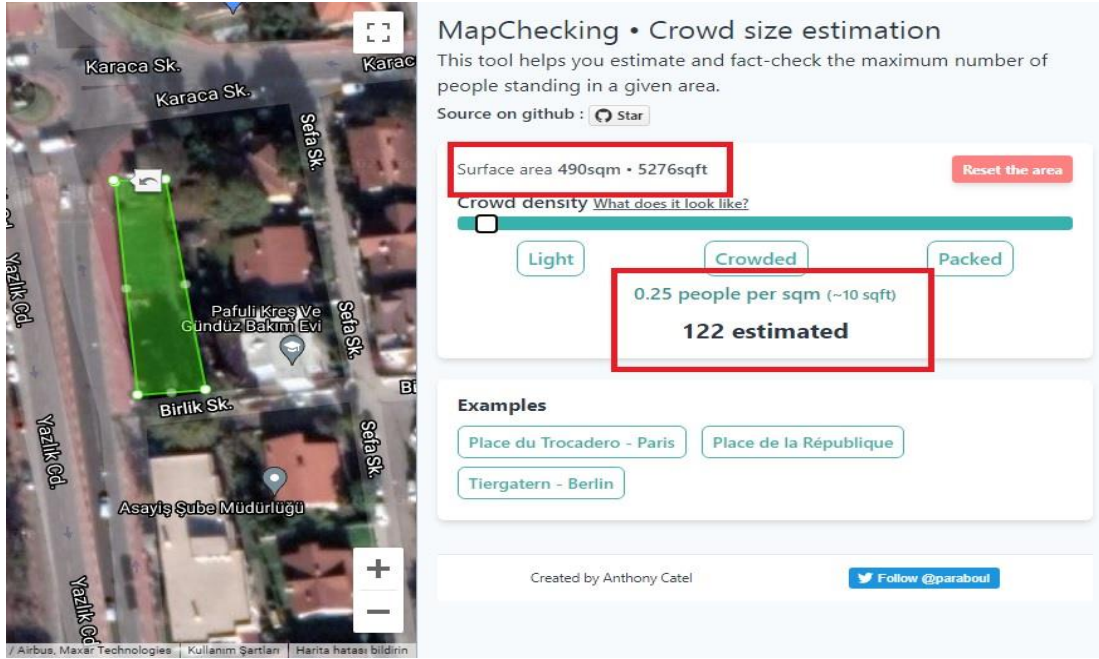 Karaca Sk.
Karac
Karaca Sk.
Sefa Sk.
Yazlık Cd.
Pafuli Kreş Ve
Gündüz Bakım Evi
Sefa Sk.
Birlik Sk.
Bi
Yazlık Cd.
Sefa Sk.
Asayiş Şube Müdürlüğü
Yazlık Cd.
+
−
/ Airbus, Maxar Technologies
Kullanım Şartları
Harita hatası bildirin
MapChecking • Crowd size estimation
This tool helps you estimate and fact-check the maximum number of
people standing in a given area.
Source on github : Star
Surface area 490sqm • 5276sqft
Reset the area
Crowd density What does it look like?
Light
Crowded
Packed
0.25 people per sqm (~10 sqft)
122 estimated
Examples
Place du Trocadero - Paris
Place de la République
Tiergatern - Berlin
Created by Anthony Catel
Follow @paraboul